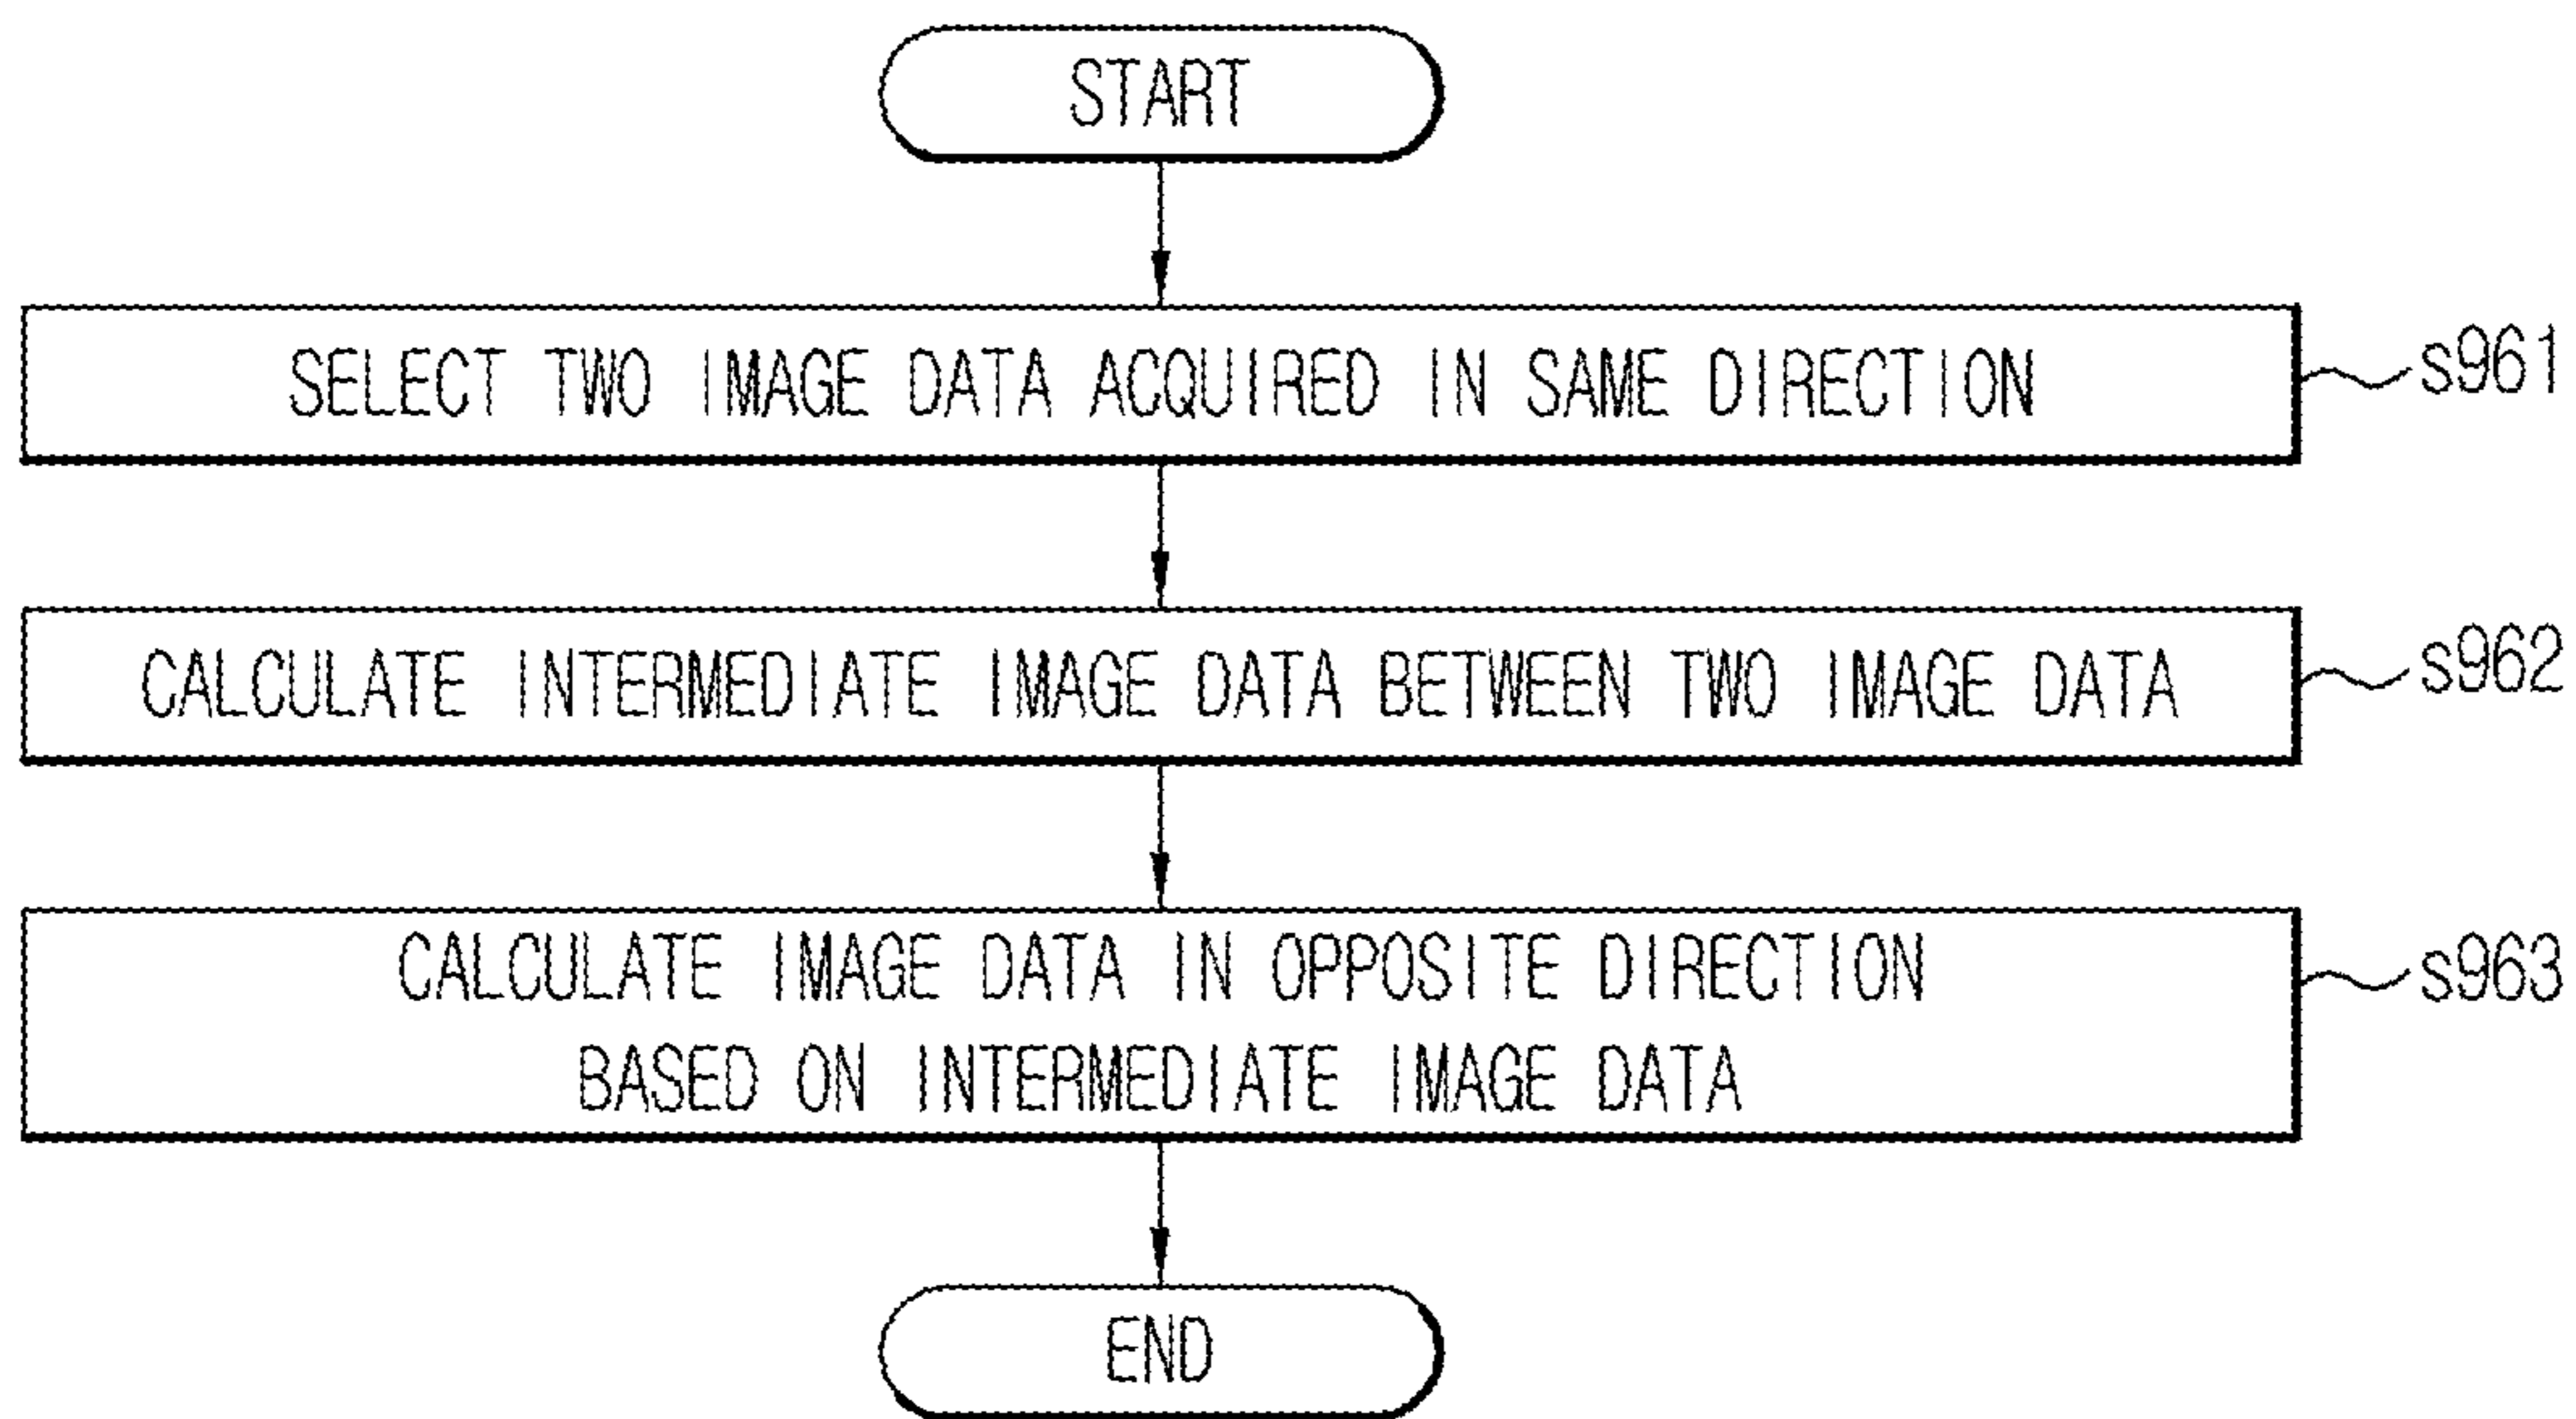 START
SELECT TWO IMAGE DATA ACQUIRED IN SAME DIRECTION
s961
CALCULATE INTERMEDIATE IMAGE DATA BETWEEN TWO IMAGE DATA
s962
CALCULATE IMAGE DATA IN OPPOSITE DIRECTION
BASED ON INTERMEDIATE IMAGE DATA
s963
END